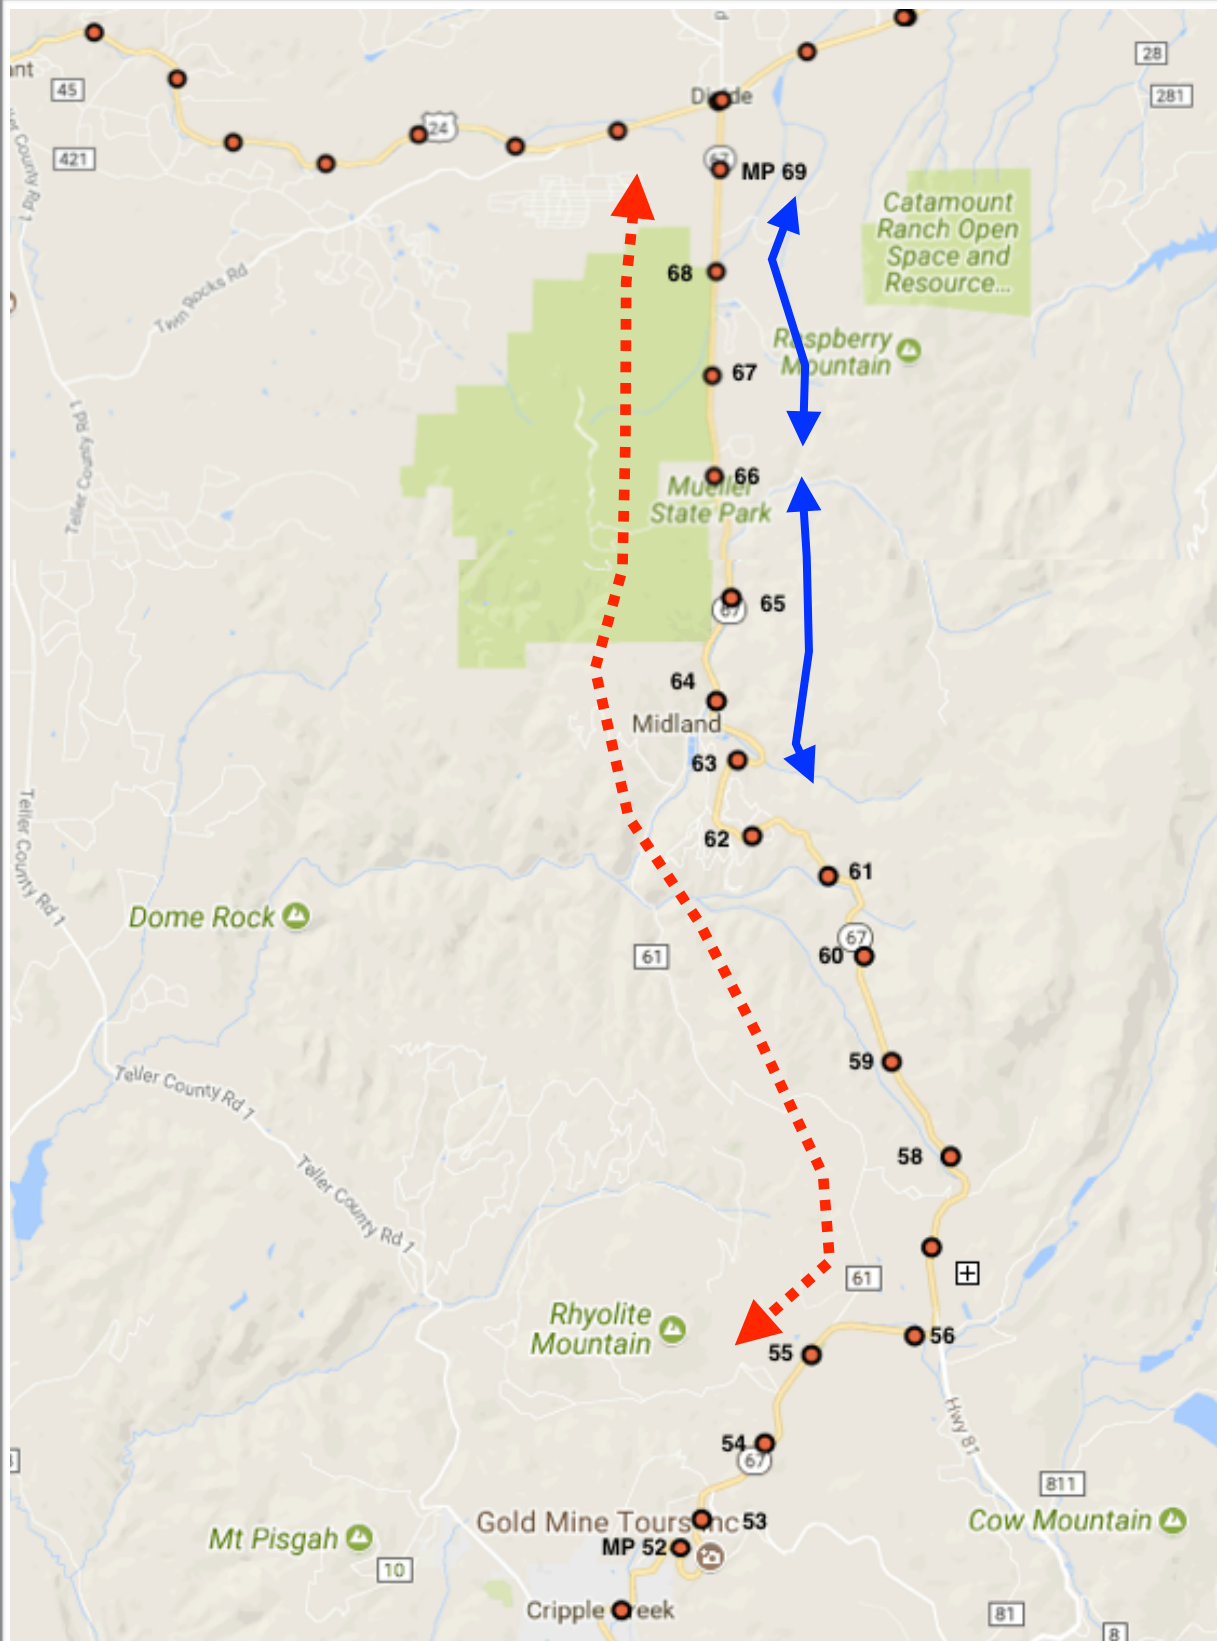 d
28
nt
45
281
Divide
24
421
67
MP 69
Teller County Rd 1
Catamount
Ranch Open
Space and
Resource...
68
Twin Rocks Rd
Raspberry
Mountain
67
Teller County Rd 1
66
Mueller
State Park
65
67
64
Midland
63
Teller County Rd 1
62
61
Dome Rock
67
60
61
59
Teller County Rd 1
58
Teller County Rd 1
61
Rhyolite
Mountain
56
55
Hwy 81
54
67
811
Gold Mine Tours Inc
53
Cow Mountain
Mt Pisgah
MP 52
10
Cripple Creek
81
8